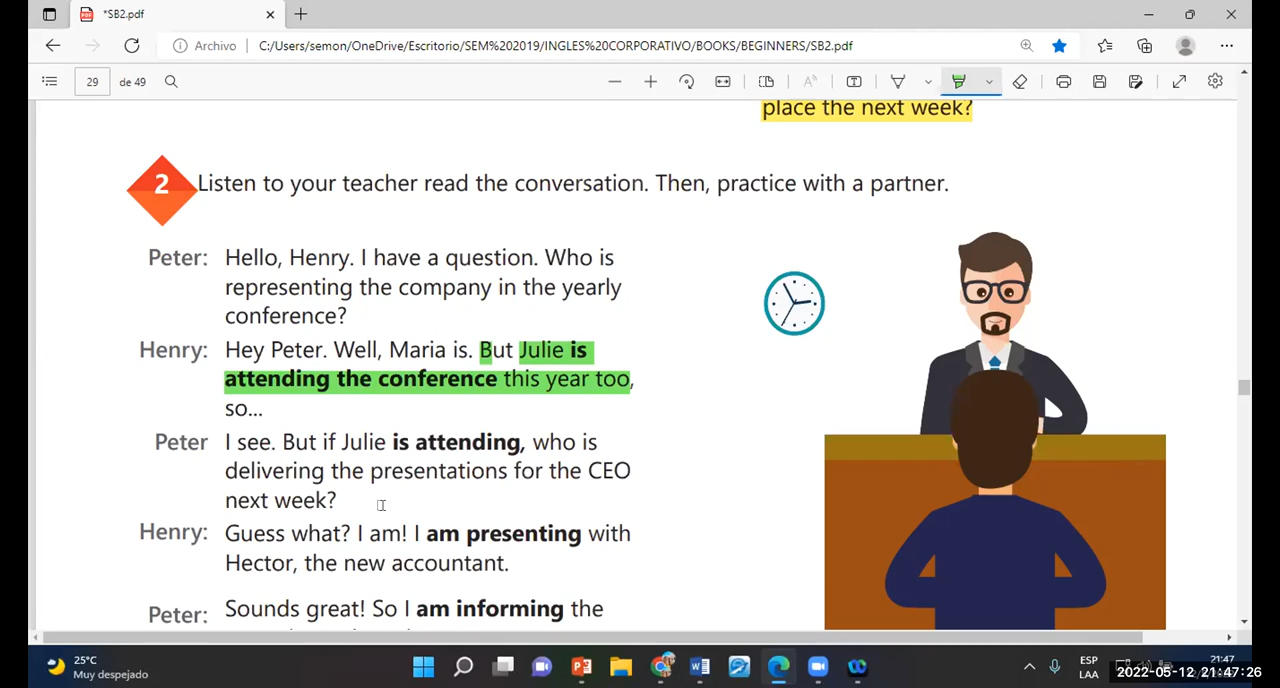 *SB2.pdf
Archivo C:/Users/semon/OneDrive/Escritorio/SEM%202019/INGLES%20CORPORATIVO/BOOKS/BEGINNERS/SB2.pdf
29 de 49
place the next week?
2 Listen to your teacher read the conversation. Then, practice with a partner.
Peter: Hello, Henry. I have a question. Who is
representing the company in the yearly
conference?
Henry: Hey Peter. Well, Maria is. But Julie is
attending the conference this year too,
so...
Peter I see. But if Julie is attending, who is
delivering the presentations for the CEO
next week?
Henry: Guess what? I am! I am presenting with
Hector, the new accountant.
Peter: Sounds great! So I am informing the
25°C
Muy despejado
ESP
LAA
21:47
2022-05-12 21:47:26